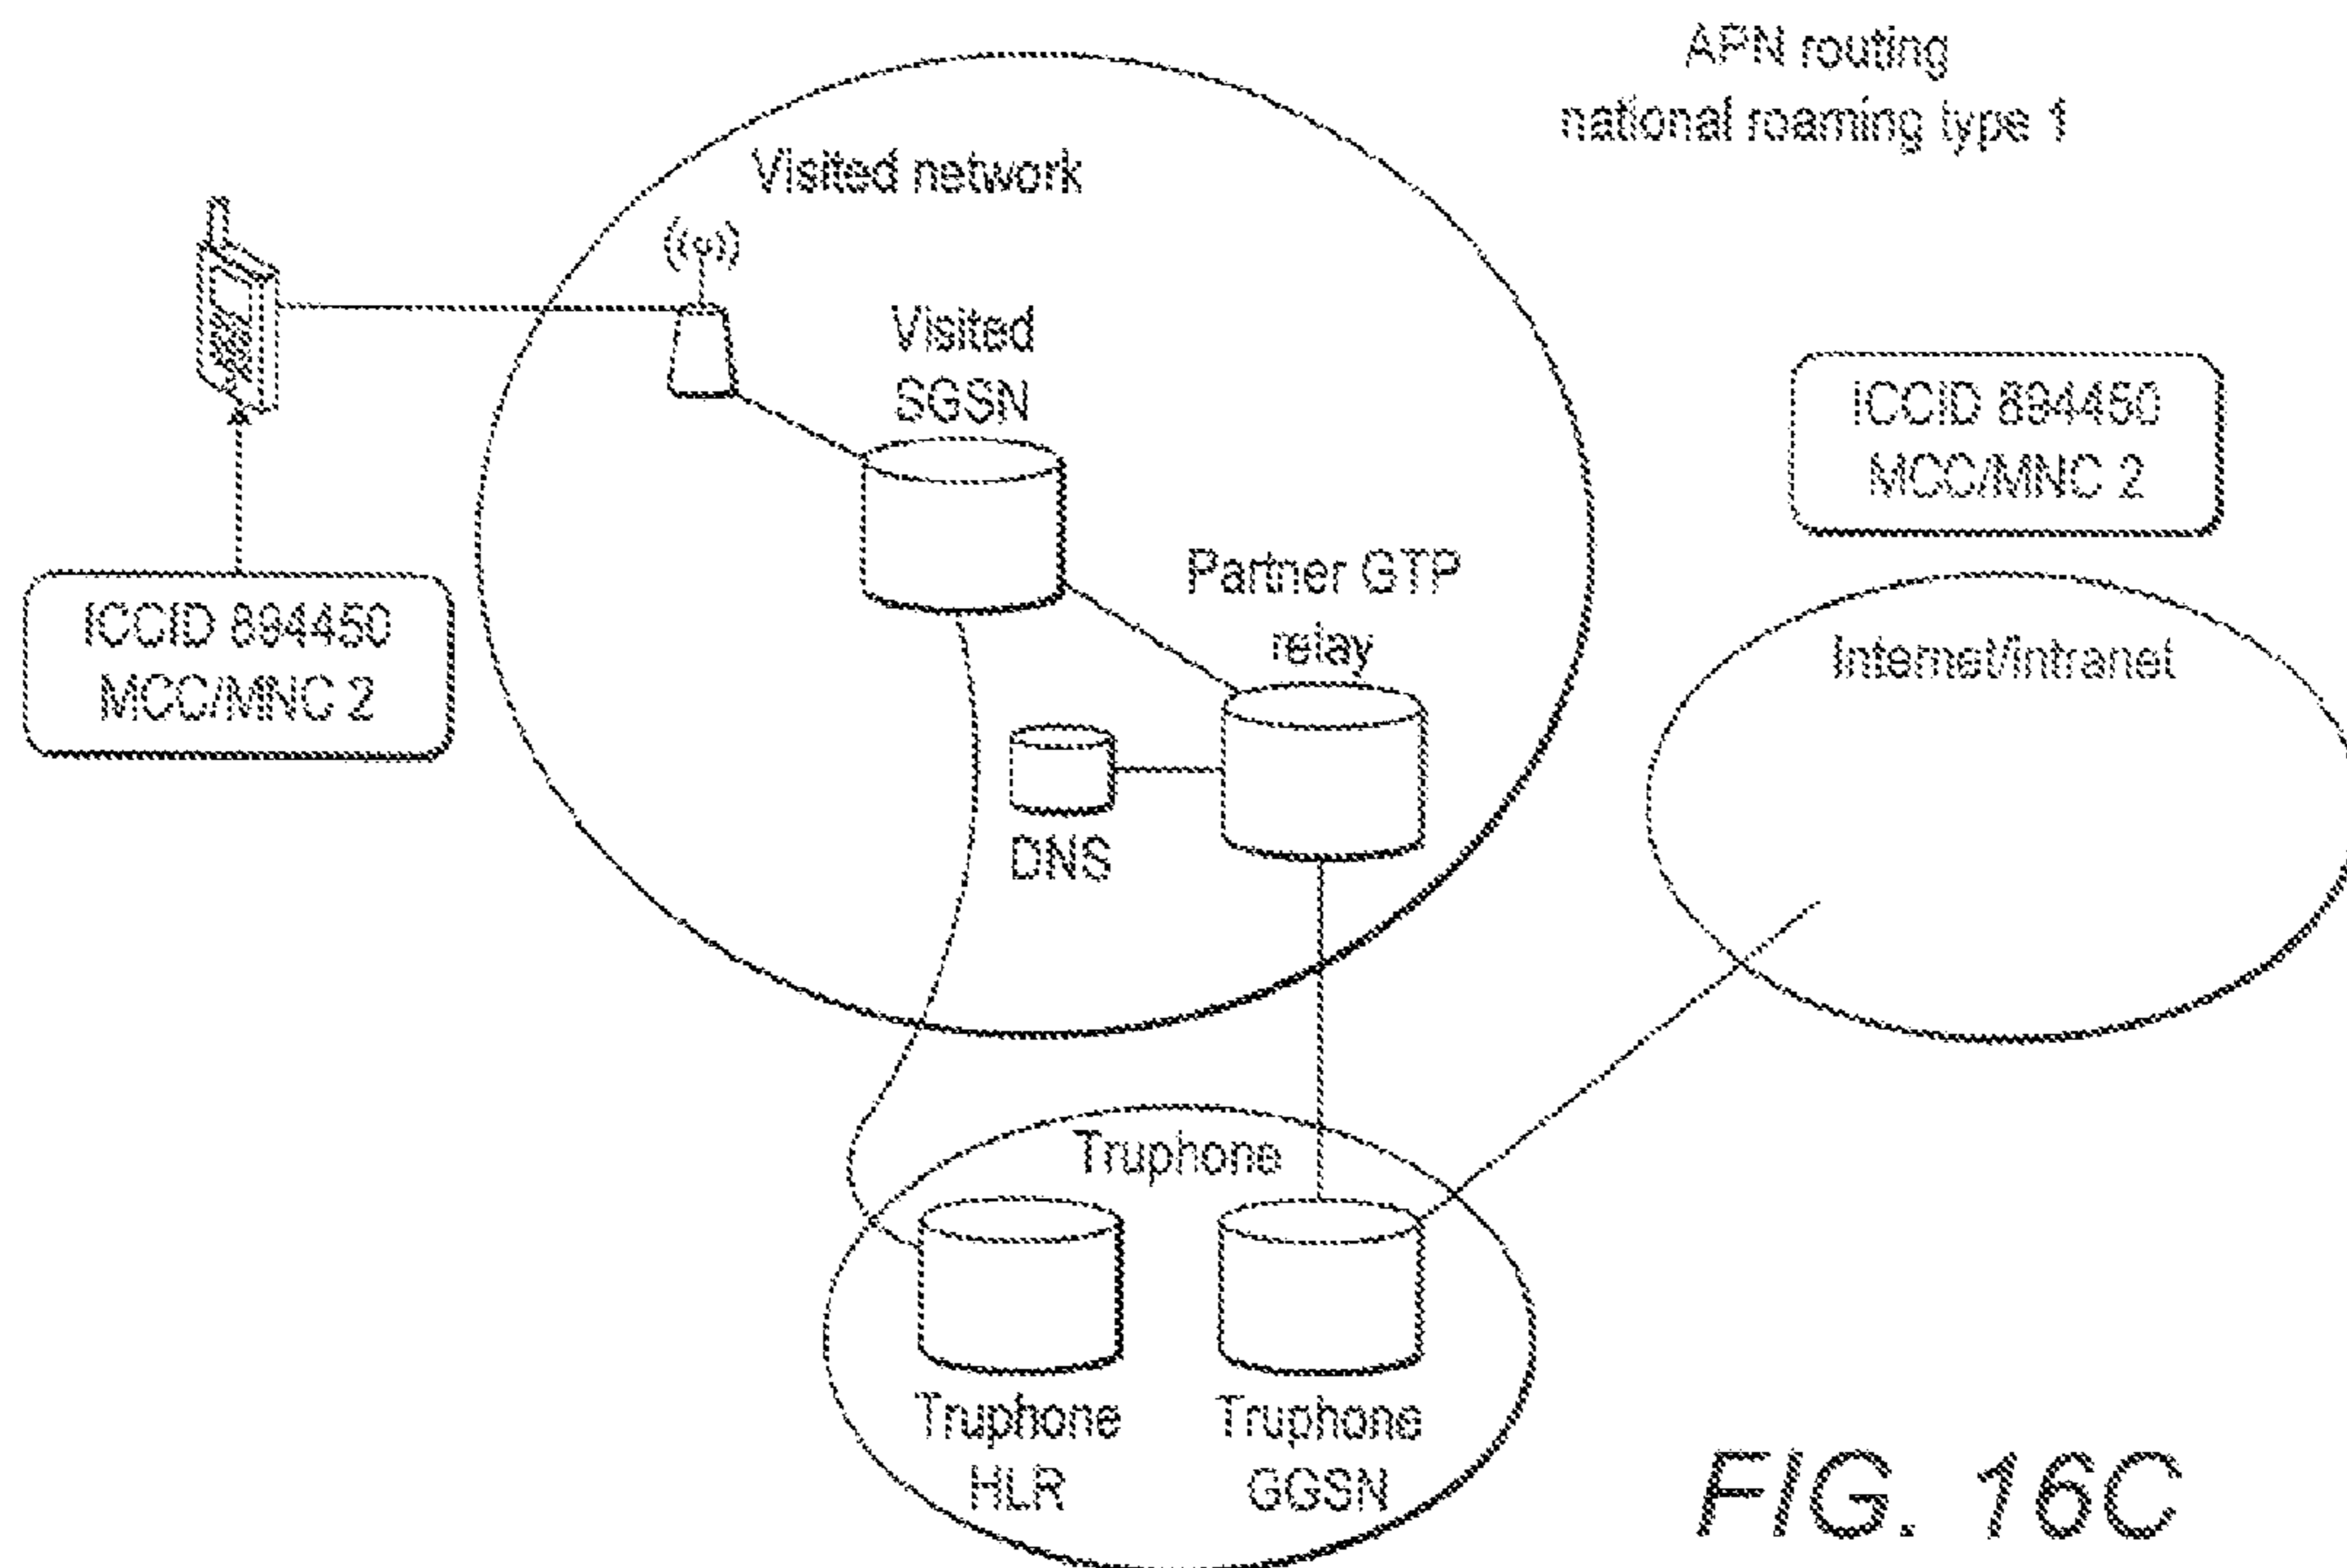 APN routing
national roaming type 1
Visited network
Visited
SGSN
ICCID 894450
MCC/MNC 2
Partner GTP
relay
ICCID 894450
MCC/MNC 2
Internet/intranet
DNS
Truphone
Truphone
HLR
Truphone
GGSN
FIG. 16C